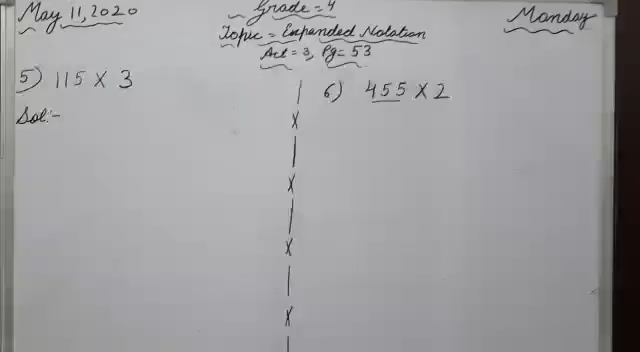 May 11, 2020
Grade = 4
Monday
Topic = Expanded Notation
Act = 3, Pg = 53
5) 115 X 3
Sol:-
6) 455 X 2